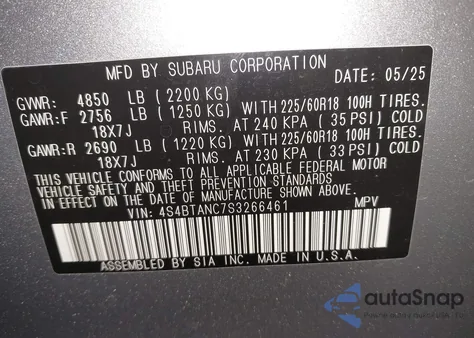 MFD BY SUBARU CORPORATION
DATE: 05/25
GVWR: 4850 LB (2200 KG)
GAWR:F 2756 LB (1250 KG) WITH 225/60R18 100H TIRES.
18X7J RIMS. AT 240 KPA (35 PSI) COLD
GAWR:R 2690 LB (1220 KG) WITH 225/60R18 100H TIRES.
18X7J RIMS. AT 230 KPA (33 PSI) COLD
THIS VEHICLE CONFORMS TO ALL APPLICABLE FEDERAL MOTOR
VEHICLE SAFETY AND THEFT PREVENTION STANDARDS
IN EFFECT ON THE DATE OF MANUFACTURE SHOWN ABOVE.
VIN: 4S4BTANC7S3266461 MPV
ASSEMBLED BY SIA INC. MADE IN U.S.A.
autoSnap